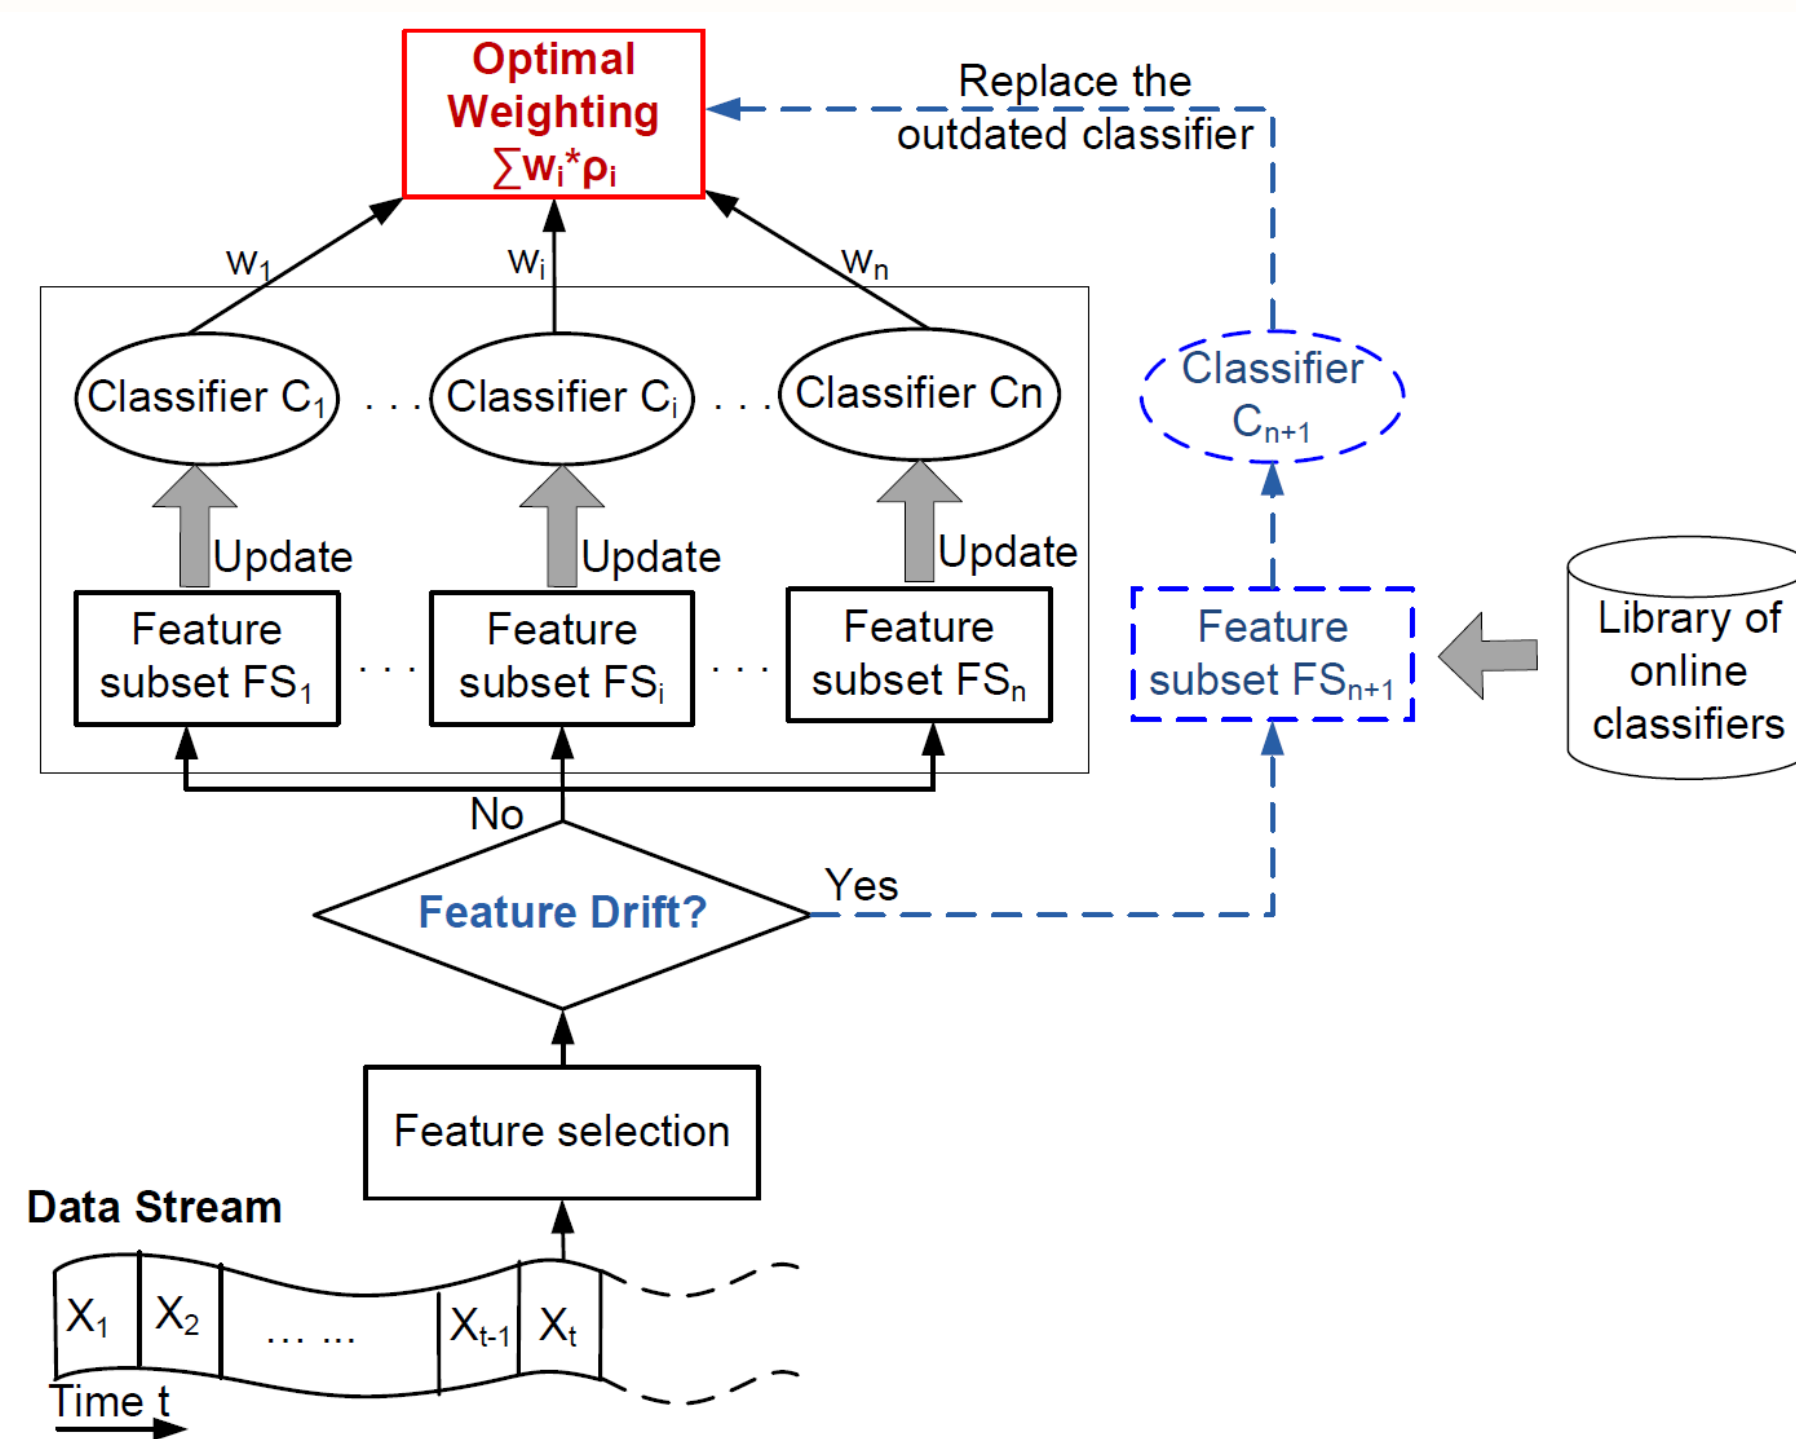 Optimal
Weighting
∑wᵢ*ρᵢ
Replace the
outdated classifier
w₁
wᵢ
wₙ
Classifier C₁
. . .
Classifier Cᵢ
. . .
Classifier Cn
Classifier
Cₙ₊₁
Update
Update
Update
Feature
subset FS₁
. . .
Feature
subset FSᵢ
. . .
Feature
subset FSₙ
Feature
subset FSₙ₊₁
Library of
online
classifiers
No
Feature Drift?
Yes
Feature selection
Data Stream
X₁
X₂
... ...
Xₜ₋₁
Xₜ
Time t